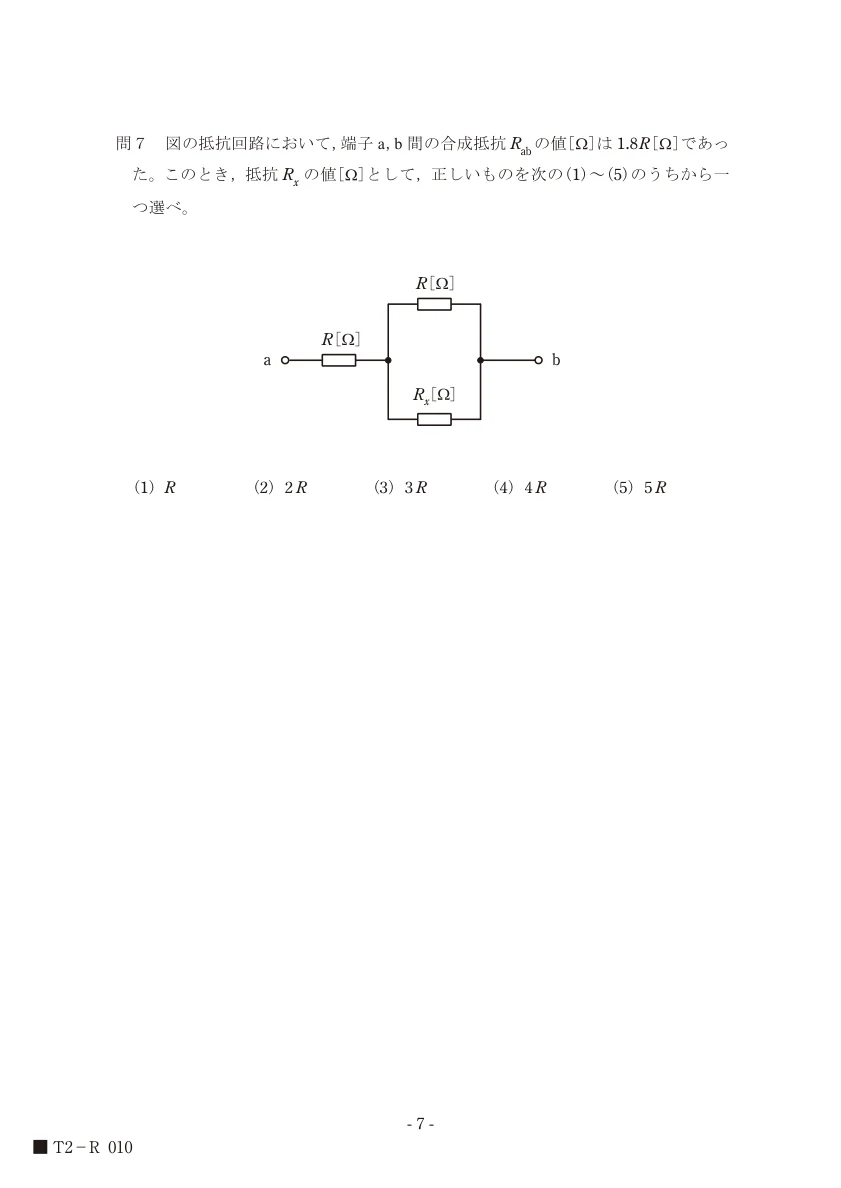 問7 図の抵抗回路において,端子 a,b 間の合成抵抗 Rab の値[Ω]は 1.8R[Ω]であっ
た。このとき,抵抗 Rx の値[Ω]として,正しいものを次の(1)〜(5)のうちから一
つ選べ。
R[Ω]
R[Ω]
a b
Rx[Ω]
(1) R (2) 2R (3) 3R (4) 4R (5) 5R
- 7 -
■ T2−R 010